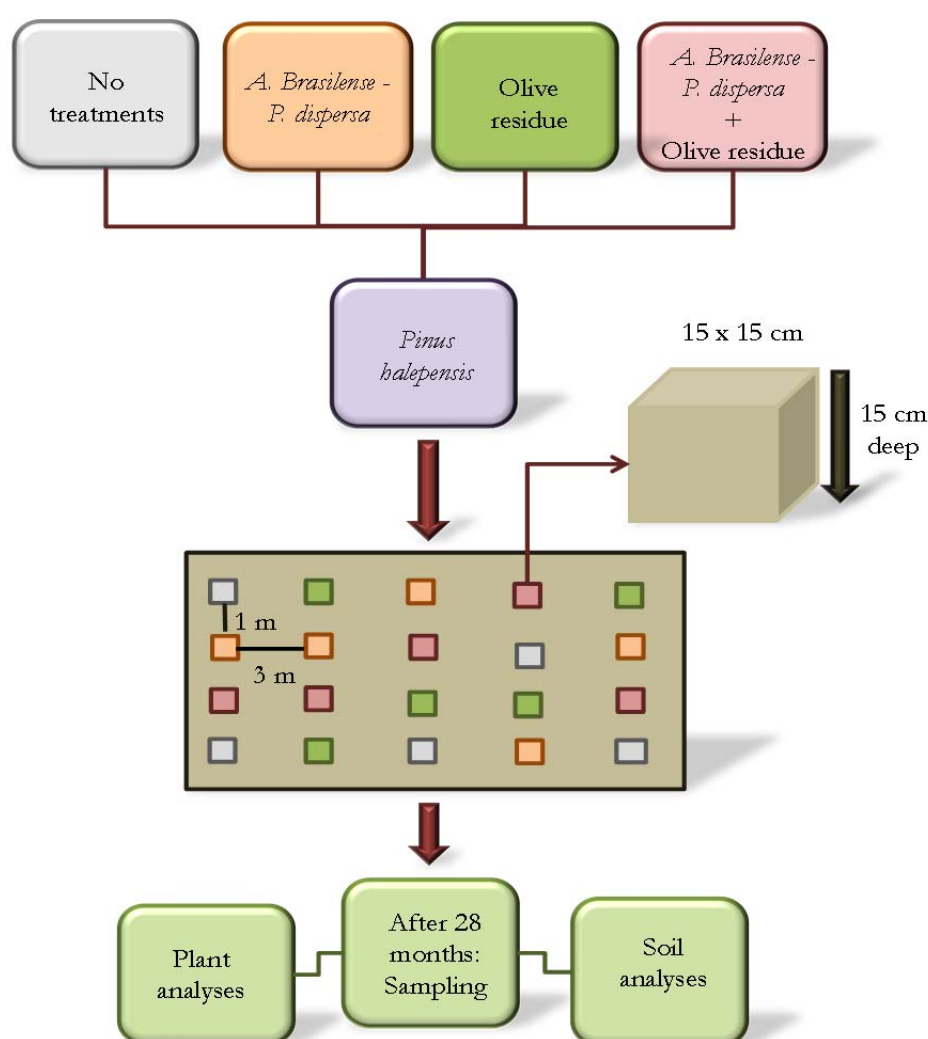 No
treatments
A. Brasilense -
P. dispersa
Olive
residue
A. Brasilense -
P. dispersa
+
Olive residue
Pinus
halepensis
15 x 15 cm
15 cm
deep
1 m
3 m
Plant
analyses
After 28
months:
Sampling
Soil
analyses